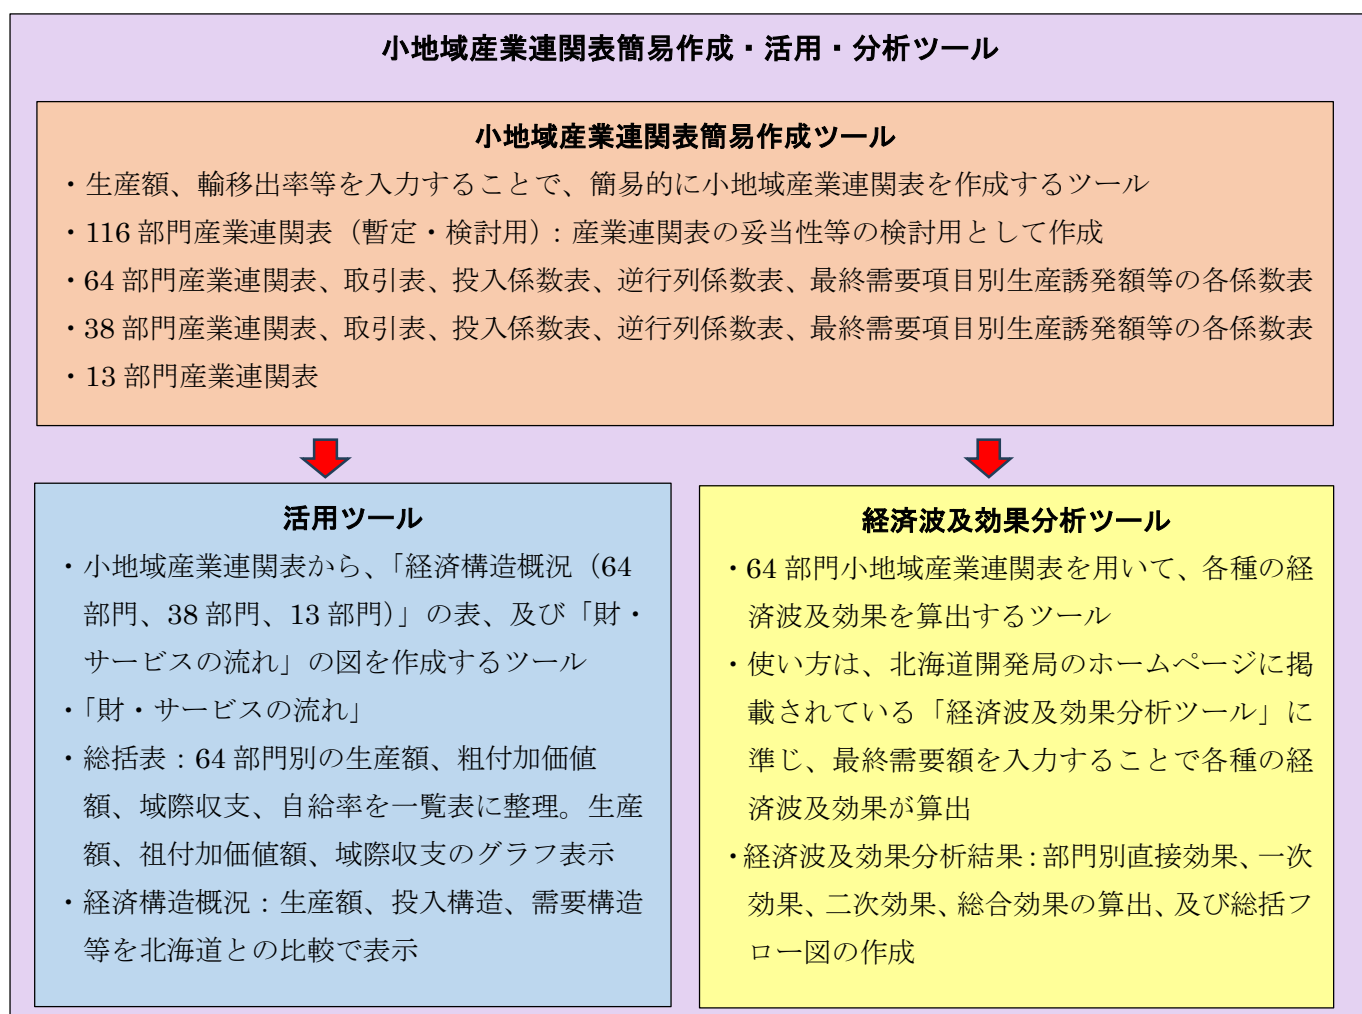 小地域産業連関表簡易作成・活用・分析ツール
小地域産業連関表簡易作成ツール
・生産額、輸移出率等を入力することで、簡易的に小地域産業連関表を作成するツール
・116 部門産業連関表（暫定・検討用）：産業連関表の妥当性等の検討用として作成
・64 部門産業連関表、取引表、投入係数表、逆行列係数表、最終需要項目別生産誘発額等の各係数表
・38 部門産業連関表、取引表、投入係数表、逆行列係数表、最終需要項目別生産誘発額等の各係数表
・13 部門産業連関表
活用ツール
・小地域産業連関表から、「経済構造概況（64
部門、38 部門、13 部門）」の表、及び「財・
サービスの流れ」の図を作成するツール
・「財・サービスの流れ」
・総括表：64 部門別の生産額、粗付加価値
額、域際収支、自給率を一覧表に整理。生産
額、祖付加価値額、域際収支のグラフ表示
・経済構造概況：生産額、投入構造、需要構造
等を北海道との比較で表示
経済波及効果分析ツール
・64 部門小地域産業連関表を用いて、各種の経
済波及効果を算出するツール
・使い方は、北海道開発局のホームページに掲
載されている「経済波及効果分析ツール」に
準じ、最終需要額を入力することで各種の経
済波及効果が算出
・経済波及効果分析結果：部門別直接効果、一次
効果、二次効果、総合効果の算出、及び総括フ
ロー図の作成